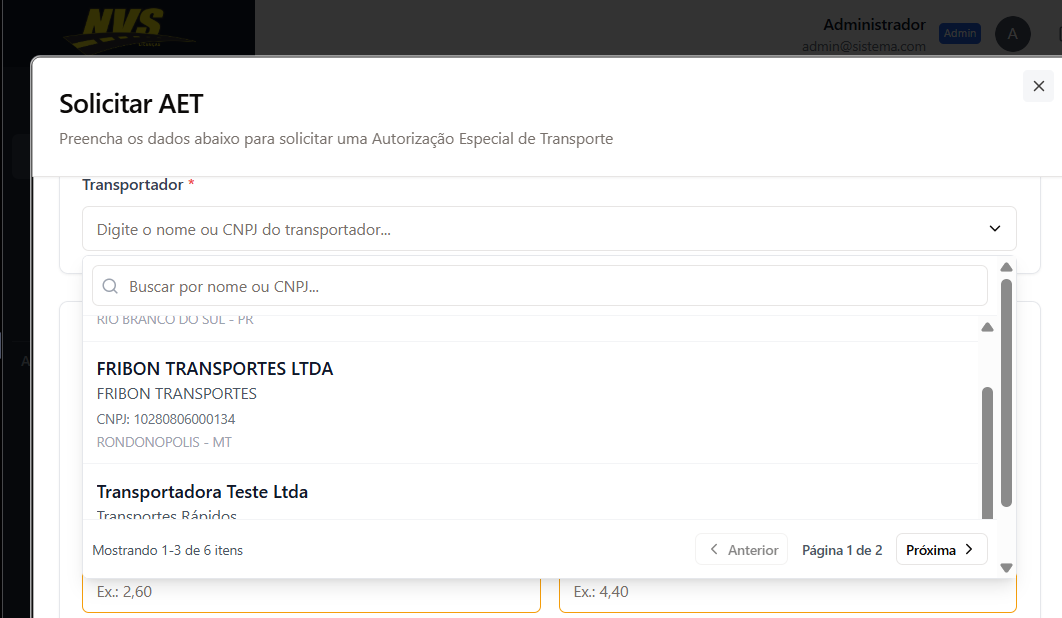 NVS
Administrador
admin@sistema.com
Admin
A
Solicitar AET
Preencha os dados abaixo para solicitar uma Autorização Especial de Transporte
Transportador *
Digite o nome ou CNPJ do transportador...
Buscar por nome ou CNPJ...
RIO BRANCO DO SUL - PR
FRIBON TRANSPORTES LTDA
FRIBON TRANSPORTES
CNPJ: 10280806000134
RONDONOPOLIS - MT
Transportadora Teste Ltda
Transportes Rápidos
Mostrando 1-3 de 6 itens
Anterior
Página 1 de 2
Próxima
Ex.: 2,60
Ex.: 4,40